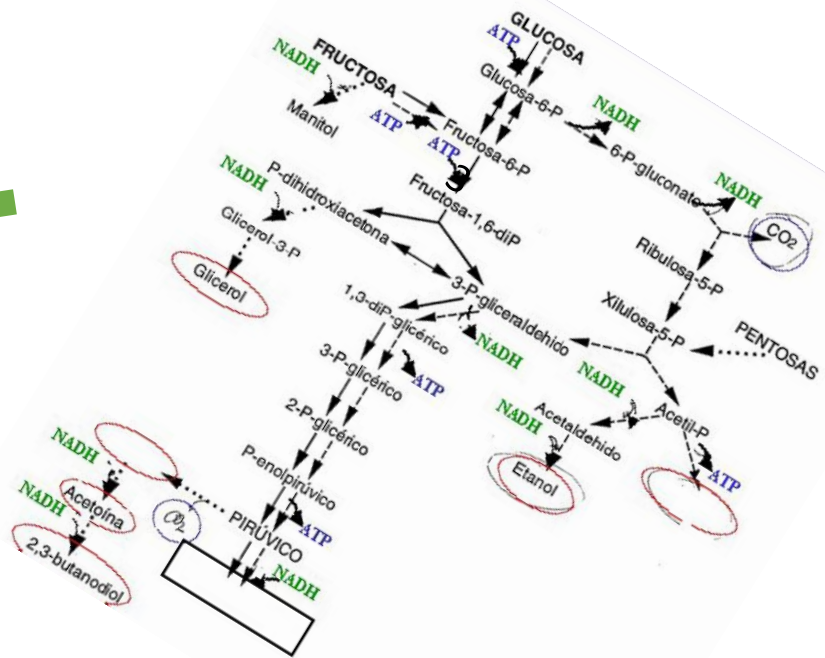 GLUCOSA
ATP
FRUCTOSA
NADH
Manitol
ATP
Glucosa-6-P
NADH
ATP
Fructosa-6-P
6-P-gluconato
NADH
CO2
NADH
P-dihidroxiacetona
Fructosa-1,6-diP
Glicerol-3-P
Glicerol
Ribulosa-5-P
3-P-gliceraldehido
Xilulosa-5-P
PENTOSAS
1,3-diP-glicérico
NADH
NADH
3-P-glicérico
ATP
Acetil-P
NADH
Acetaldehido
2-P-glicérico
Etanol
ATP
P-enolpirúvico
NADH
Acetoína
NADH
2,3-butanodiol
PIRÚVICO
ATP
NADH